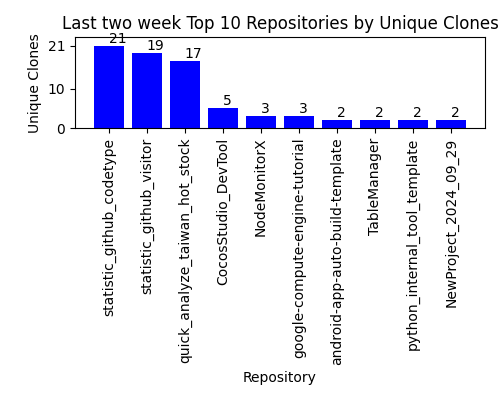 Last two week Top 10 Repositories by Unique Clones
Unique Clones
21
10
0
21
19
17
5
3
3
2
2
2
2
statistic_github_codetype
statistic_github_visitor
quick_analyze_taiwan_hot_stock
CocosStudio_DevTool
NodeMonitorX
google-compute-engine-tutorial
android-app-auto-build-template
TableManager
python_internal_tool_template
NewProject_2024_09_29
Repository